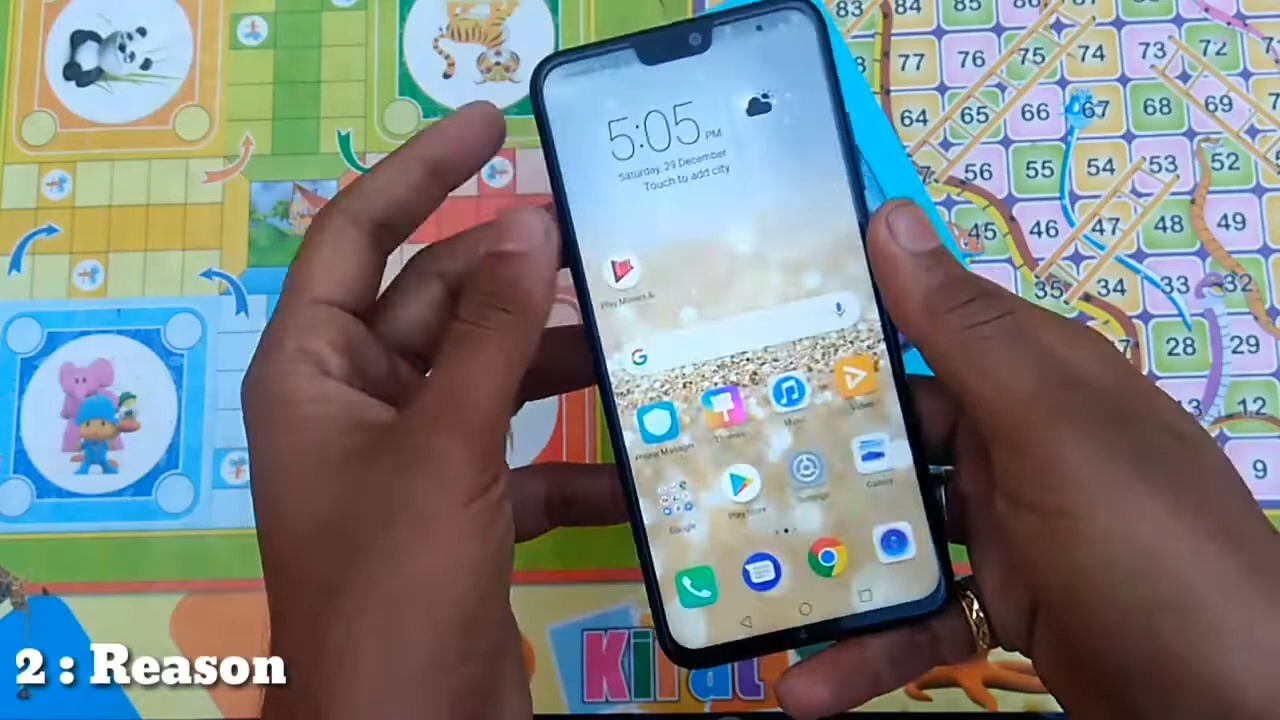 83 84 85
77 76 75 74 73 72
64 65 66 67 68 69
56 55 54 53 52
45 46 47 48 49
35 34 33 32
28 29
13 12
9
5:05 PM
Saturday, 29 December
Touch to add city
Play Movies &
G
Phone Manager Themes Music Video
Google Play Store Settings Gallery
2 : Reason